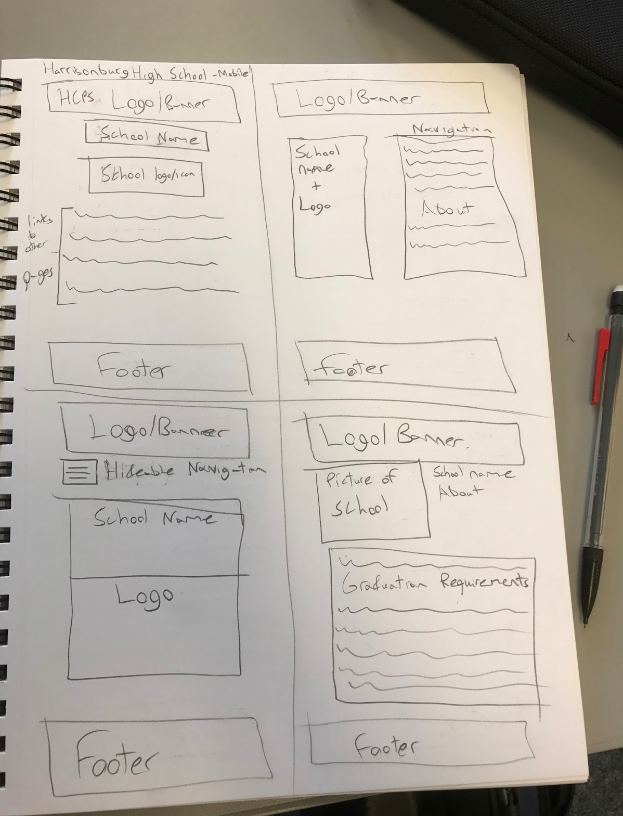 Harrisonburg High School - Mobile
HCPS Logo/Banner
School Name
School logo/icon
links
to
other
pages
Footer
Logo/Banner
School
name
+
Logo
Navigation
About
footer
Logo/Banner
Hideable Navigation
School Name
Logo
Footer
Logo/Banner
Picture of
School
School name
About
Graduation Requirements
Footer